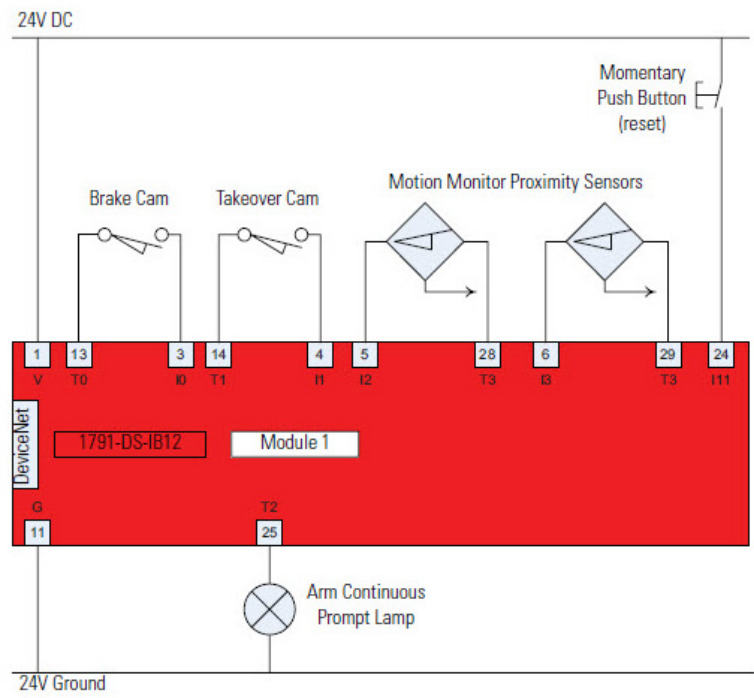 24V DC
Momentary
Push Button
(reset)
Motion Monitor Proximity Sensors
Brake Cam
Takeover Cam
1 13 3 14 4 5 28 6 29 24
V T0 I0 T1 I1 I2 T3 I3 T3 I11
DeviceNet
1791-DS-IB12
Module 1
G T2
11 25
Arm Continuous
Prompt Lamp
24V Ground